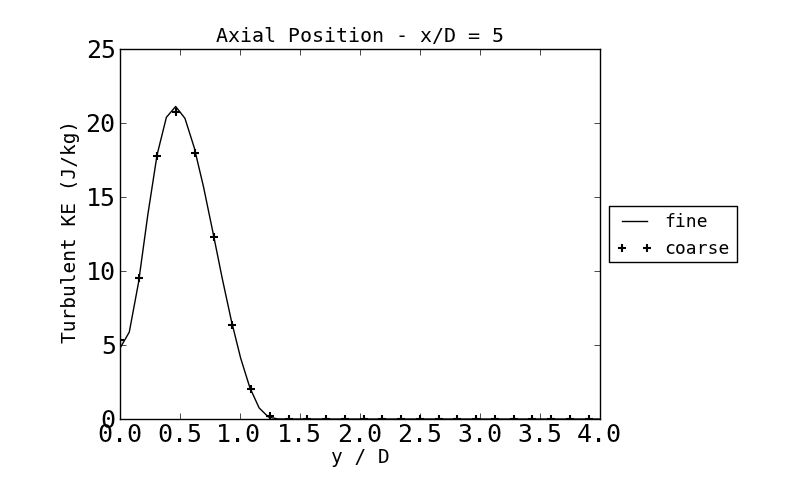 Axial Position - x/D = 5
Turbulent KE (J/kg)
25
20
15
10
5
0
0.0 0.5 1.0 1.5 2.0 2.5 3.0 3.5 4.0
y / D
fine
coarse